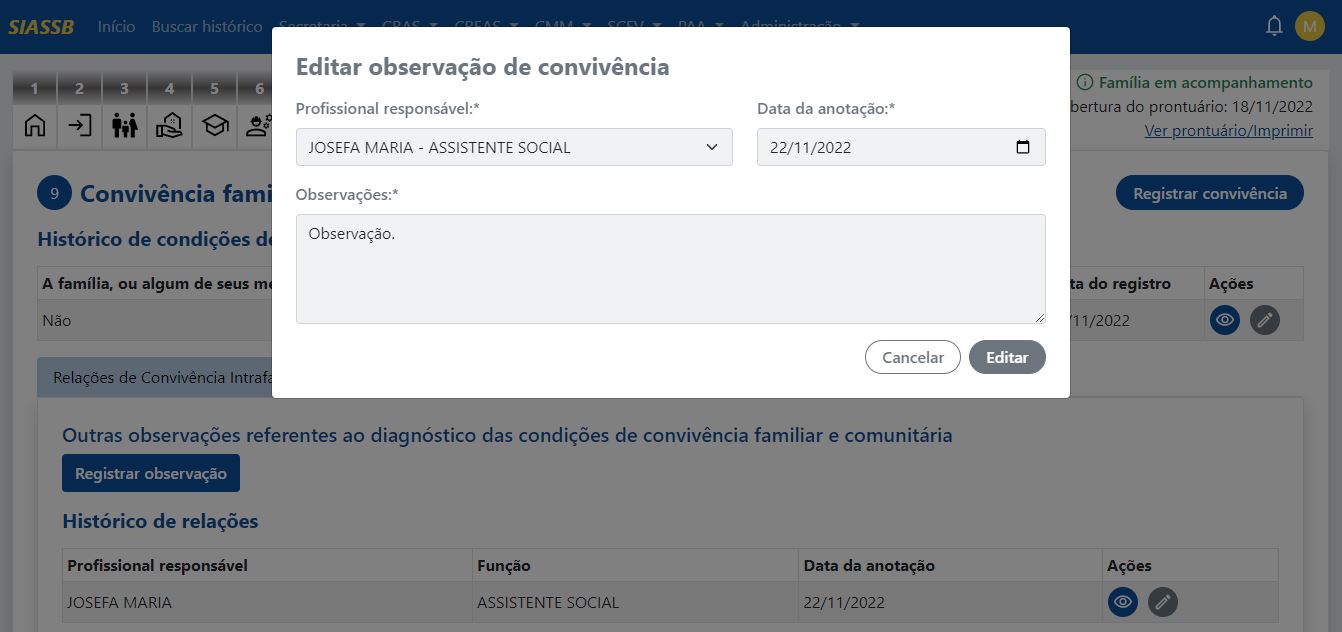 SIASSB Início Buscar histórico Secretaria CRAS CREAS CMM SCFV PAA Administração M
Editar observação de convivência
1 2 3 4 5 6
Família em acompanhamento
bertura do prontuário: 18/11/2022
Ver prontuário/Imprimir
Profissional responsável:* Data da anotação:*
JOSEFA MARIA - ASSISTENTE SOCIAL 22/11/2022
9 Convivência fami Registrar convivência
Observações:*
Observação.
Histórico de condições de
A família, ou algum de seus me ta do registro Ações
Não /11/2022
Cancelar Editar
Relações de Convivência Intrafa
Outras observações referentes ao diagnóstico das condições de convivência familiar e comunitária
Registrar observação
Histórico de relações
Profissional responsável Função Data da anotação Ações
JOSEFA MARIA ASSISTENTE SOCIAL 22/11/2022